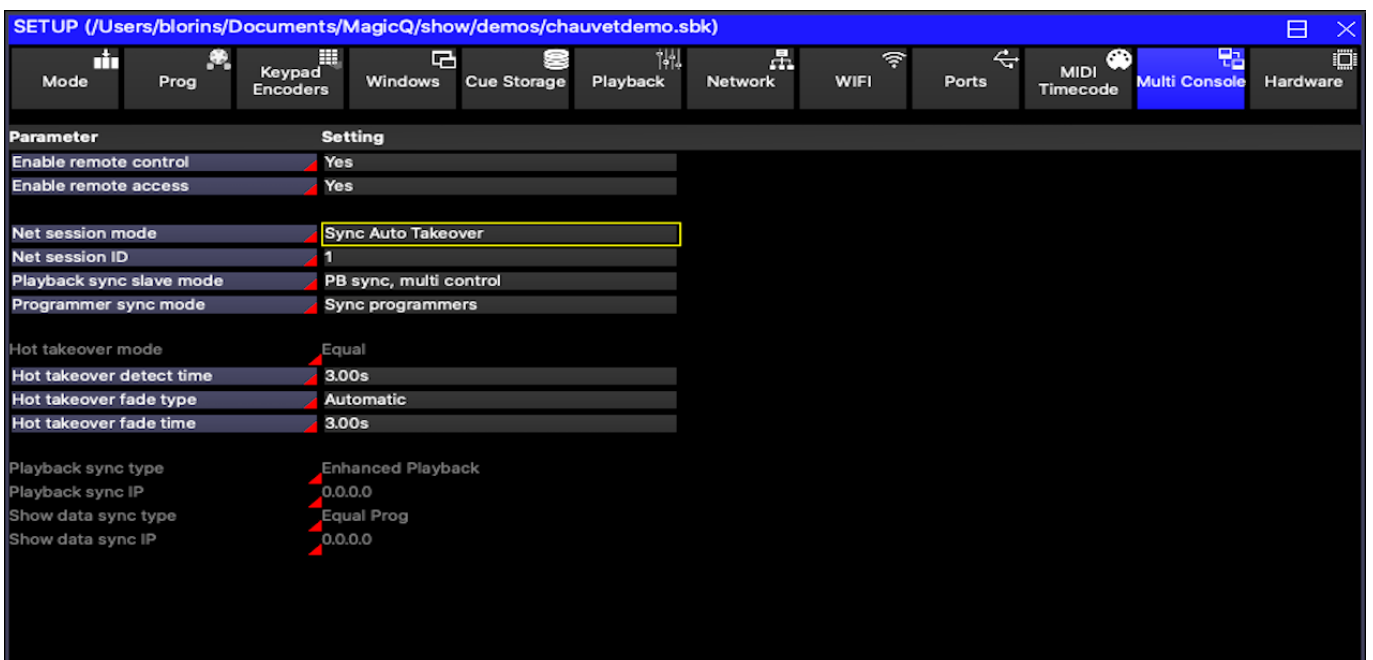 SETUP (/Users/blorins/Documents/MagicQ/show/demos/chauvetdemo.sbk)
Mode Prog Keypad Encoders Windows Cue Storage Playback Network WIFI Ports MIDI Timecode Multi Console Hardware
Parameter Setting
Enable remote control Yes
Enable remote access Yes
Net session mode Sync Auto Takeover
Net session ID 1
Playback sync slave mode PB sync, multi control
Programmer sync mode Sync programmers
Hot takeover mode Equal
Hot takeover detect time 3.00s
Hot takeover fade type Automatic
Hot takeover fade time 3.00s
Playback sync type Enhanced Playback
Playback sync IP 0.0.0.0
Show data sync type Equal Prog
Show data sync IP 0.0.0.0